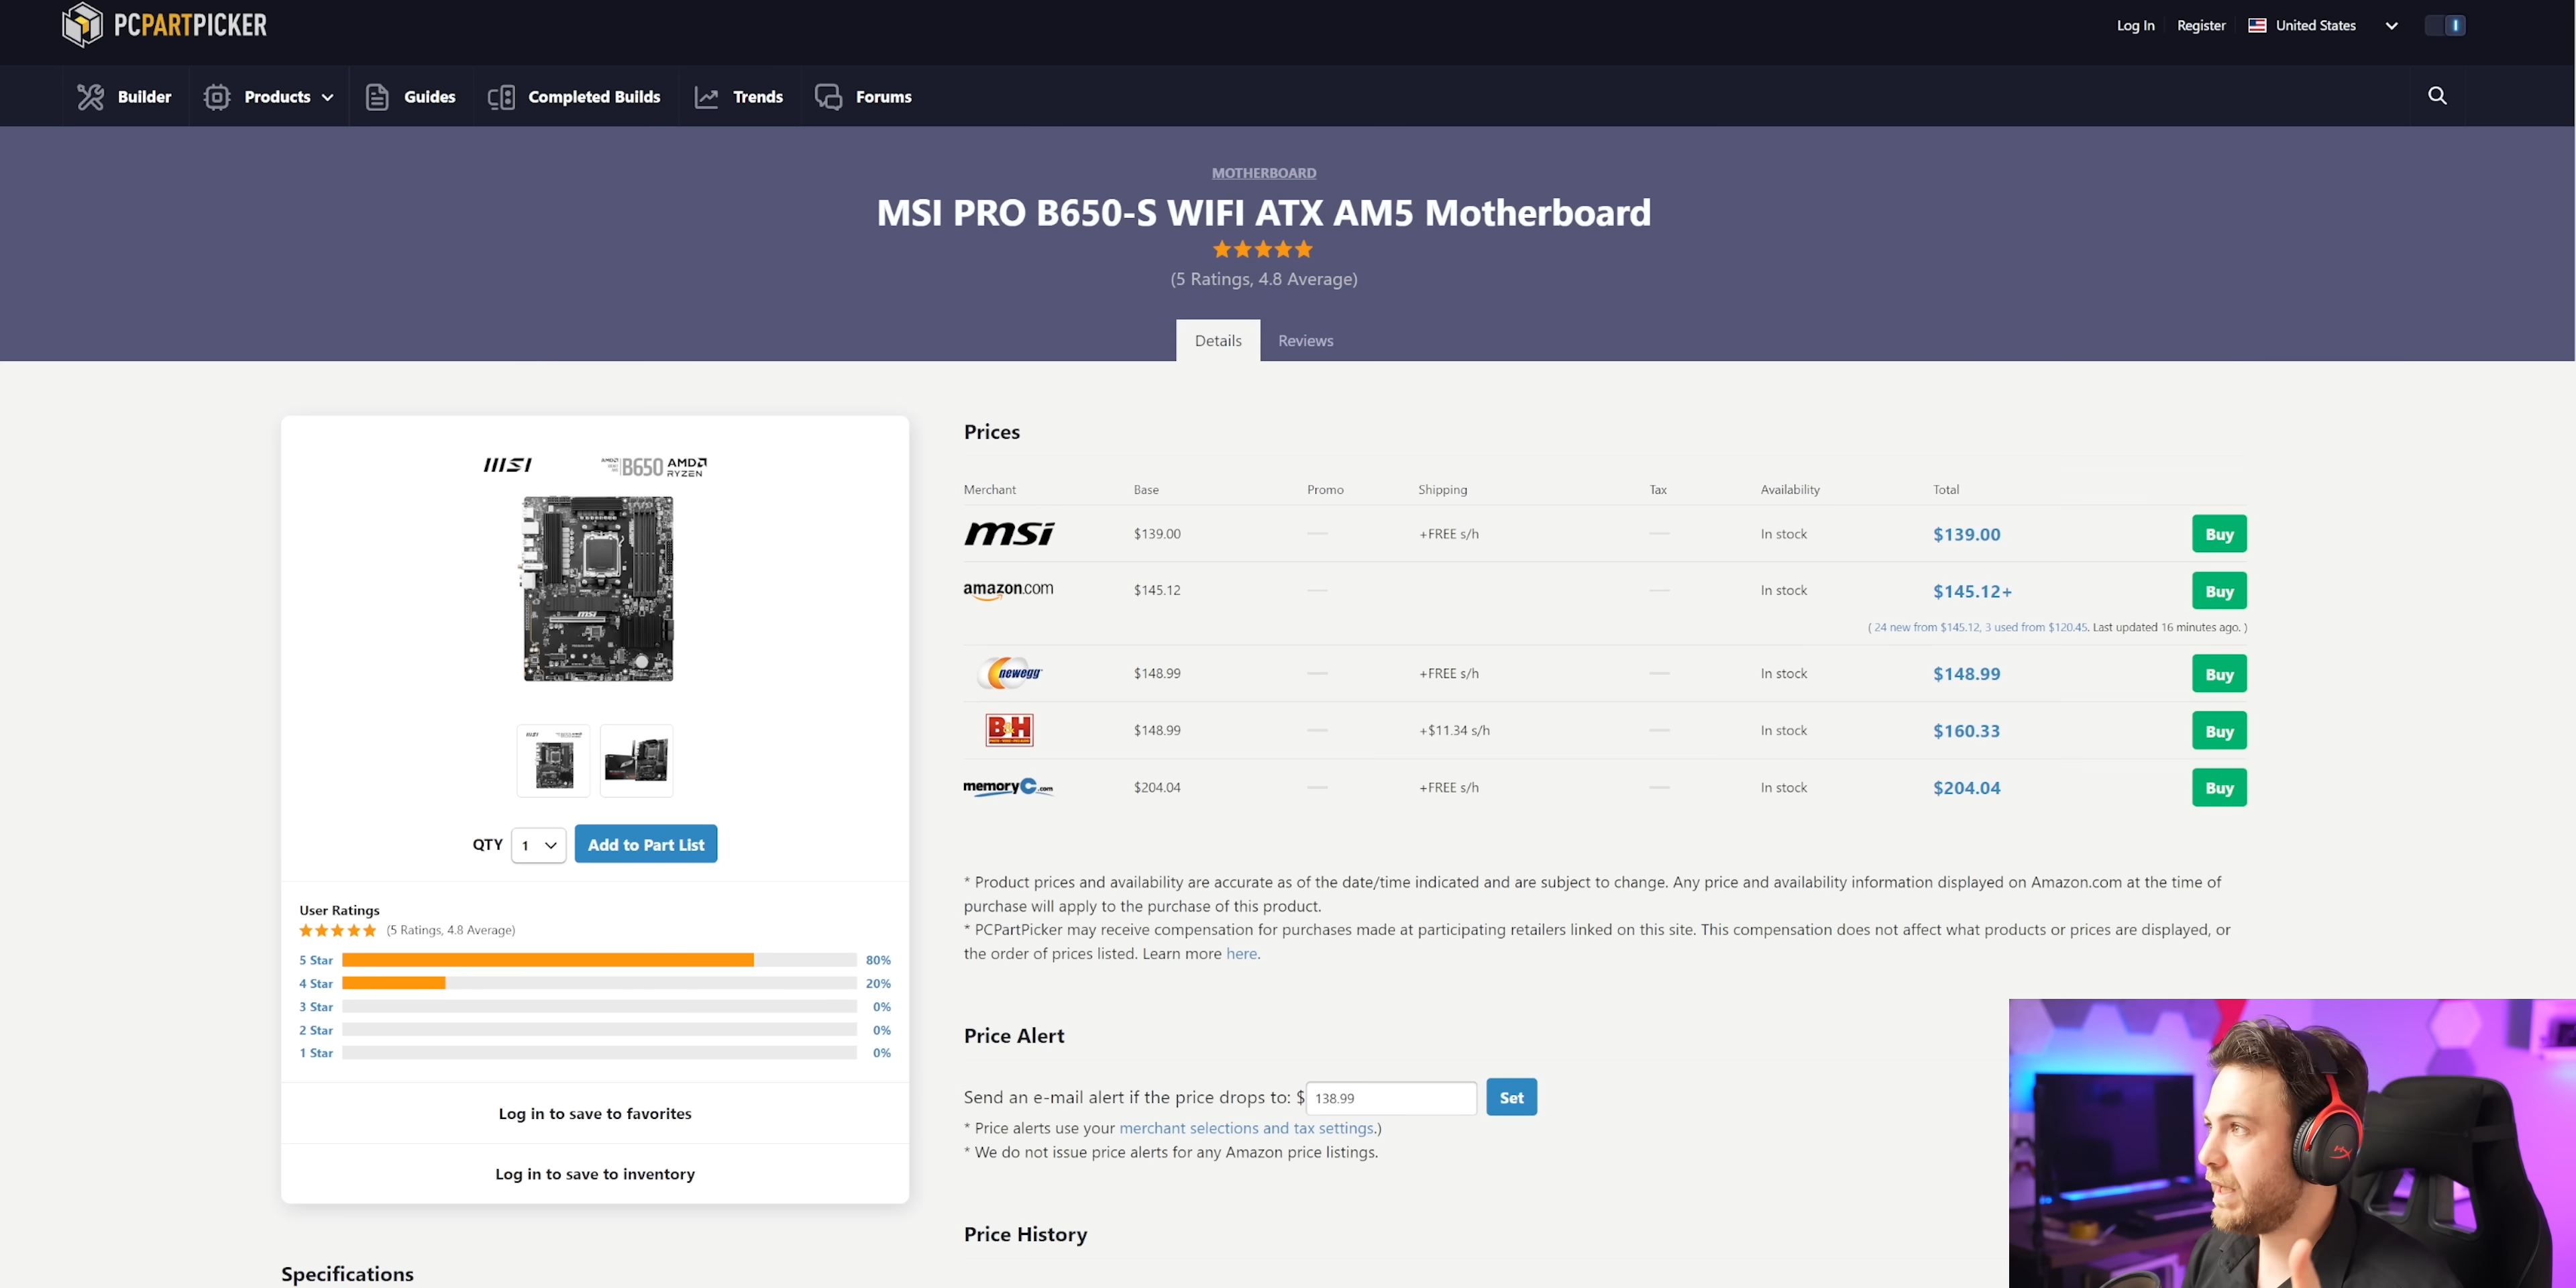 PCPARTPICKER
Log In
Register
United States
Builder
Products
Guides
Completed Builds
Trends
Forums
MOTHERBOARD
MSI PRO B650-S WIFI ATX AM5 Motherboard
(5 Ratings, 4.8 Average)
Details
Reviews
MSI
B650
AMD
RYZEN
msi
QTY
1
Add to Part List
User Ratings
(5 Ratings, 4.8 Average)
5 Star 80%
4 Star 20%
3 Star 0%
2 Star 0%
1 Star 0%
Log in to save to favorites
Log in to save to inventory
Specifications
Prices
Merchant Base Promo Shipping Tax Availability Total
msi $139.00 — +FREE s/h — In stock $139.00 Buy
amazon.com $145.12 — — In stock $145.12+ Buy
( 24 new from $145.12, 3 used from $120.45. Last updated 16 minutes ago. )
newegg $148.99 — +FREE s/h — In stock $148.99 Buy
B&H $148.99 — +$11.34 s/h — In stock $160.33 Buy
memoryC.com $204.04 — +FREE s/h — In stock $204.04 Buy
* Product prices and availability are accurate as of the date/time indicated and are subject to change. Any price and availability information displayed on Amazon.com at the time of
purchase will apply to the purchase of this product.
* PCPartPicker may receive compensation for purchases made at participating retailers linked on this site. This compensation does not affect what products or prices are displayed, or
the order of prices listed. Learn more here.
Price Alert
Send an e-mail alert if the price drops to: $ 138.99 Set
* Price alerts use your merchant selections and tax settings.)
* We do not issue price alerts for any Amazon price listings.
Price History
HX